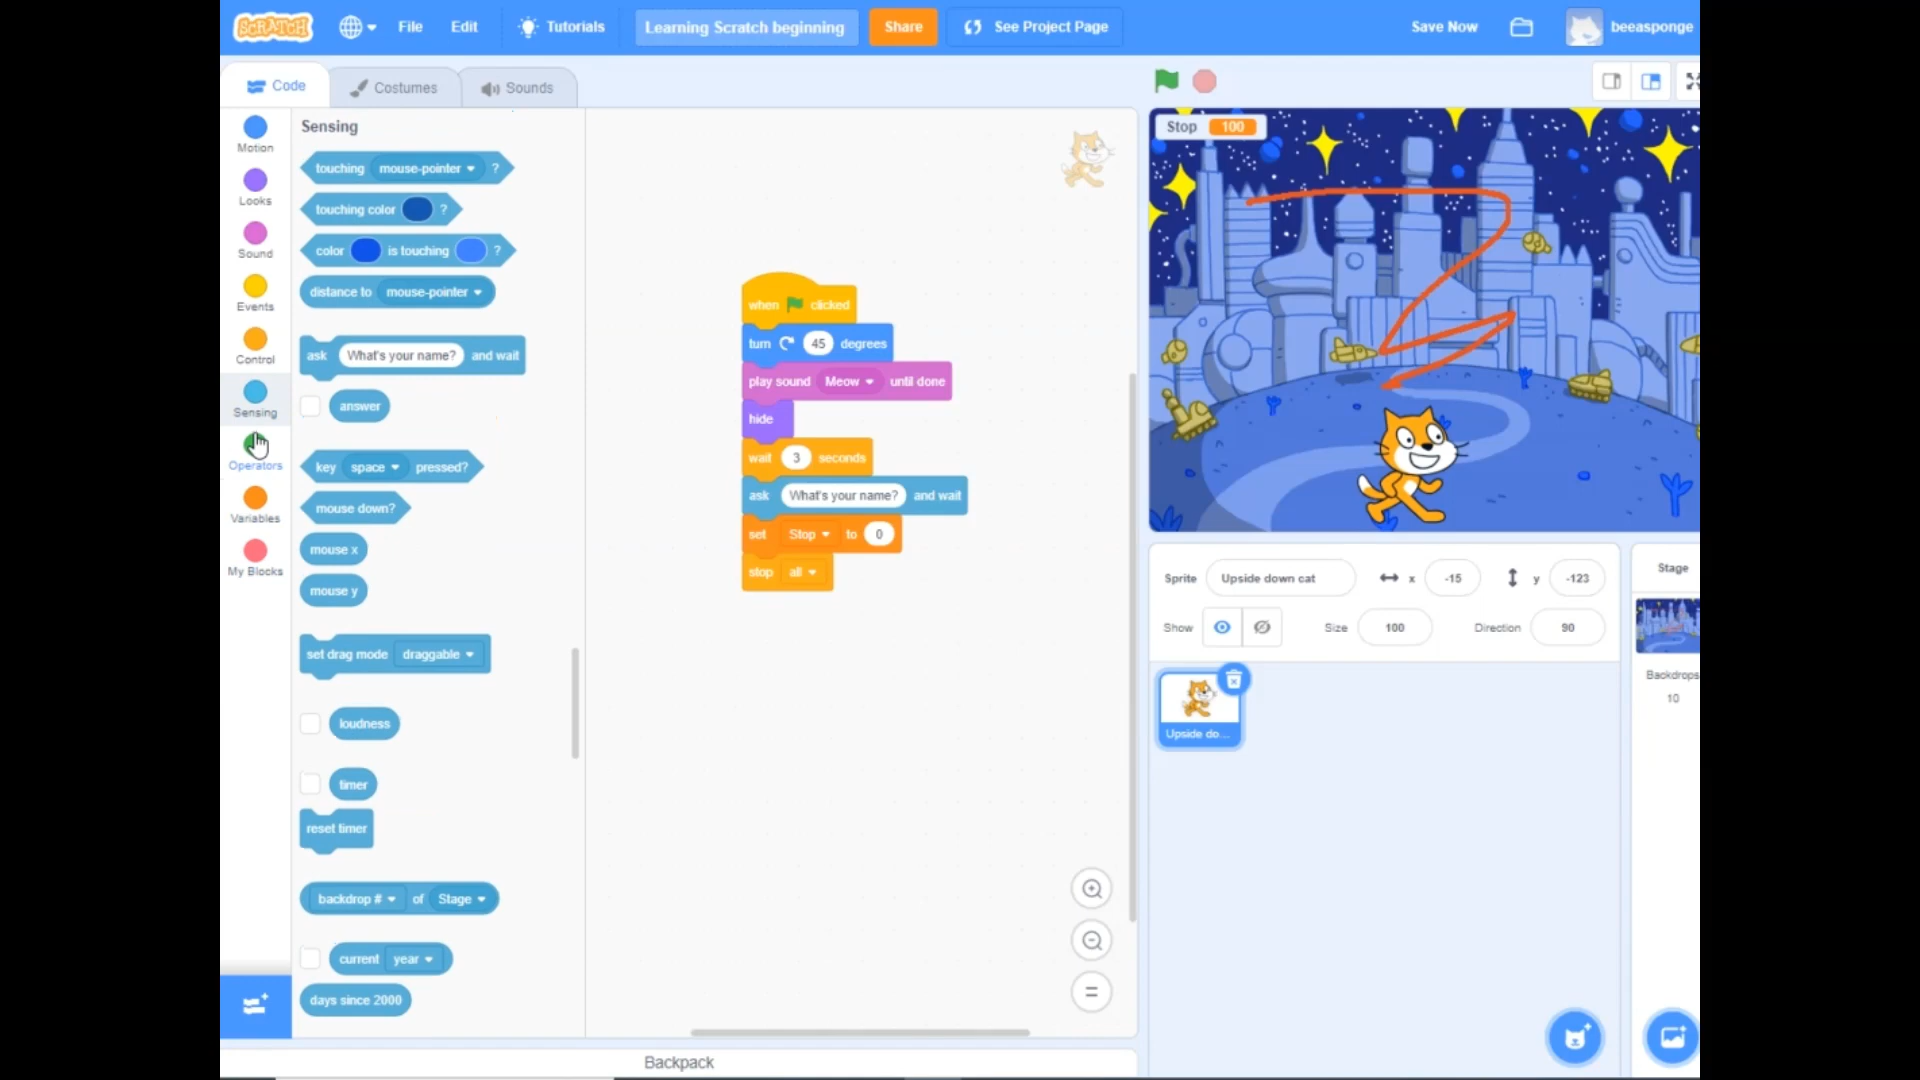 SCRATCH File Edit Tutorials Learning Scratch beginning Share See Project Page Save Now beeasponge
Code Costumes Sounds
Motion
Looks
Sound
Events
Control
Sensing
Operators
Variables
My Blocks
Sensing
touching mouse-pointer ?
touching color ?
color is touching ?
distance to mouse-pointer
ask What's your name? and wait
answer
key space pressed?
mouse down?
mouse x
mouse y
set drag mode draggable
loudness
timer
reset timer
backdrop # of Stage
current year
days since 2000
when clicked
turn 45 degrees
play sound Meow until done
hide
wait 3 seconds
ask What's your name? and wait
set Stop to 0
stop all
Backpack
Stop 100
Sprite Upside down cat x -15 y -123
Show Size 100 Direction 90
Upside do...
Stage
Backdrops
10